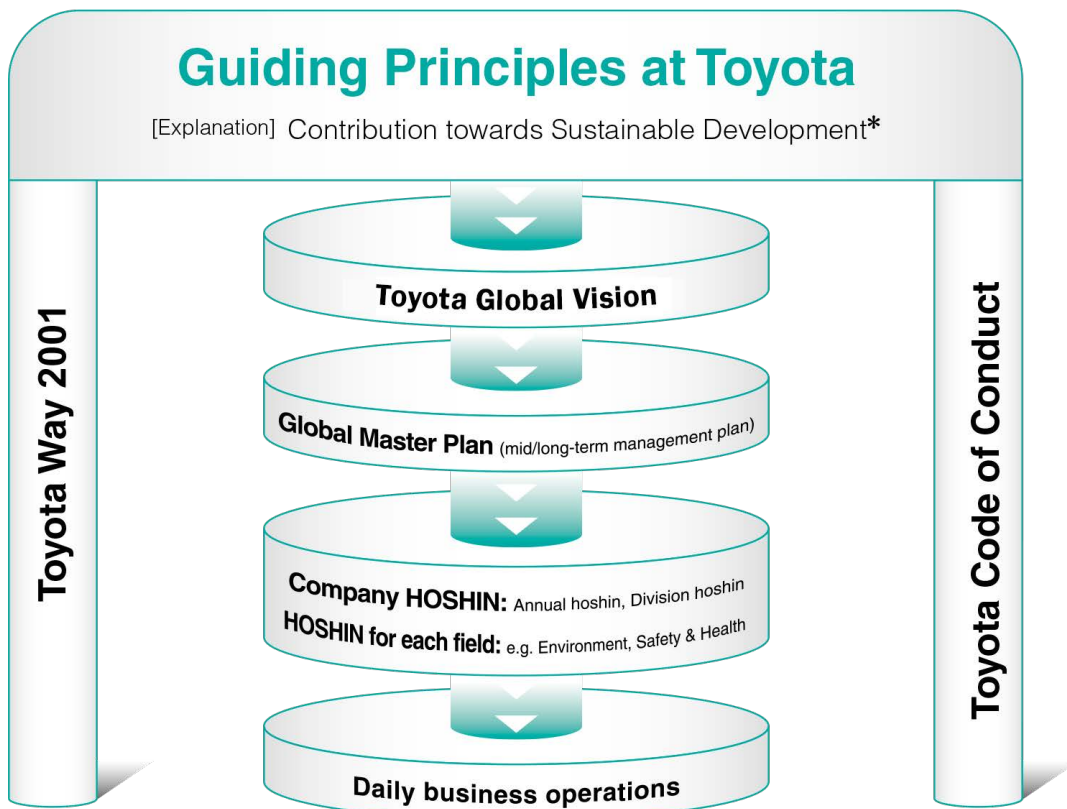 Guiding Principles at Toyota
[Explanation] Contribution towards Sustainable Development*
Toyota Way 2001
Toyota Global Vision
Global Master Plan (mid/long-term management plan)
Company HOSHIN: Annual hoshin, Division hoshin
HOSHIN for each field: e.g. Environment, Safety & Health
Daily business operations
Toyota Code of Conduct